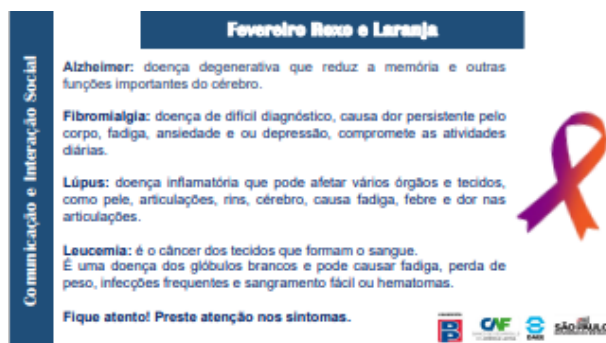 Fevereiro Roxo e Laranja
Comunicação e Interação Social
Alzheimer: doença degenerativa que reduz a memória e outras
funções importantes do cérebro.
Fibromialgia: doença de difícil diagnóstico, causa dor persistente pelo
corpo, fadiga, ansiedade e ou depressão, compromete as atividades
diárias.
Lúpus: doença inflamatória que pode afetar vários órgãos e tecidos,
como pele, articulações, rins, cérebro, causa fadiga, febre e dor nas
articulações.
Leucemia: é o câncer dos tecidos que formam o sangue.
É uma doença dos glóbulos brancos e pode causar fadiga, perda de
peso, infecções frequentes e sangramento fácil ou hematomas.
Fique atento! Preste atenção nos sintomas.
CAF
DAEE
SÃO PAULO